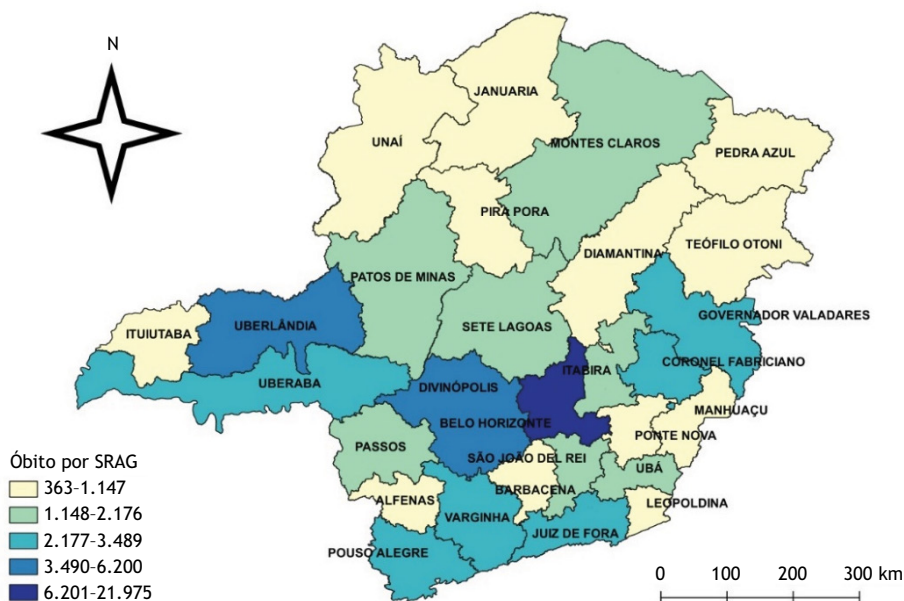 N
JANUARIA
UNAÍ
MONTES CLAROS
PEDRA AZUL
PIRA PORA
DIAMANTINA
TEÓFILO OTONI
PATOS DE MINAS
GOVERNADOR VALADARES
ITUIUTABA
UBERLÂNDIA
SETE LAGOAS
CORONEL FABRICIANO
ITABIRA
UBERABA
DIVINÓPOLIS
MANHUAÇU
BELO HORIZONTE
PONTE NOVA
PASSOS
SÃO JOÃO DEL REI
UBÁ
BARBACENA
ALFENAS
LEOPOLDINA
VARGINHA
JUIZ DE FORA
POUSO ALEGRE
Óbito por SRAG
363-1.147
1.148-2.176
2.177-3.489
3.490-6.200
6.201-21.975
0 100 200 300 km